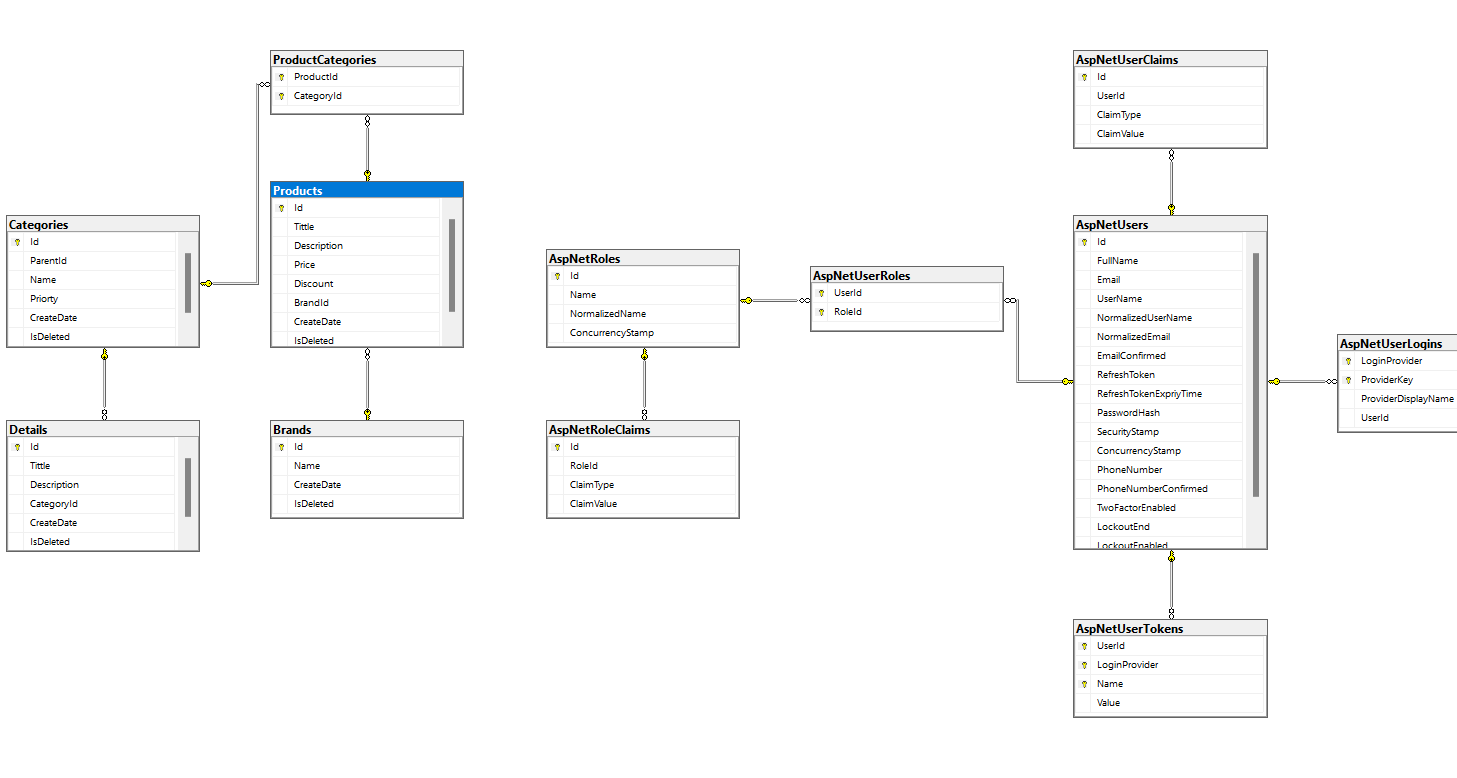 ProductCategories
ProductId
CategoryId
Products
Id
Tittle
Description
Price
Discount
BrandId
CreateDate
IsDeleted
Categories
Id
ParentId
Name
Priorty
CreateDate
IsDeleted
Details
Id
Tittle
Description
CategoryId
CreateDate
IsDeleted
Brands
Id
Name
CreateDate
IsDeleted
AspNetRoles
Id
Name
NormalizedName
ConcurrencyStamp
AspNetRoleClaims
Id
RoleId
ClaimType
ClaimValue
AspNetUserRoles
UserId
RoleId
AspNetUserClaims
Id
UserId
ClaimType
ClaimValue
AspNetUsers
Id
FullName
Email
UserName
NormalizedUserName
NormalizedEmail
EmailConfirmed
RefreshToken
RefreshTokenExpriyTime
PasswordHash
SecurityStamp
ConcurrencyStamp
PhoneNumber
PhoneNumberConfirmed
TwoFactorEnabled
LockoutEnd
LockoutEnabled
AspNetUserLogins
LoginProvider
ProviderKey
ProviderDisplayName
UserId
AspNetUserTokens
UserId
LoginProvider
Name
Value